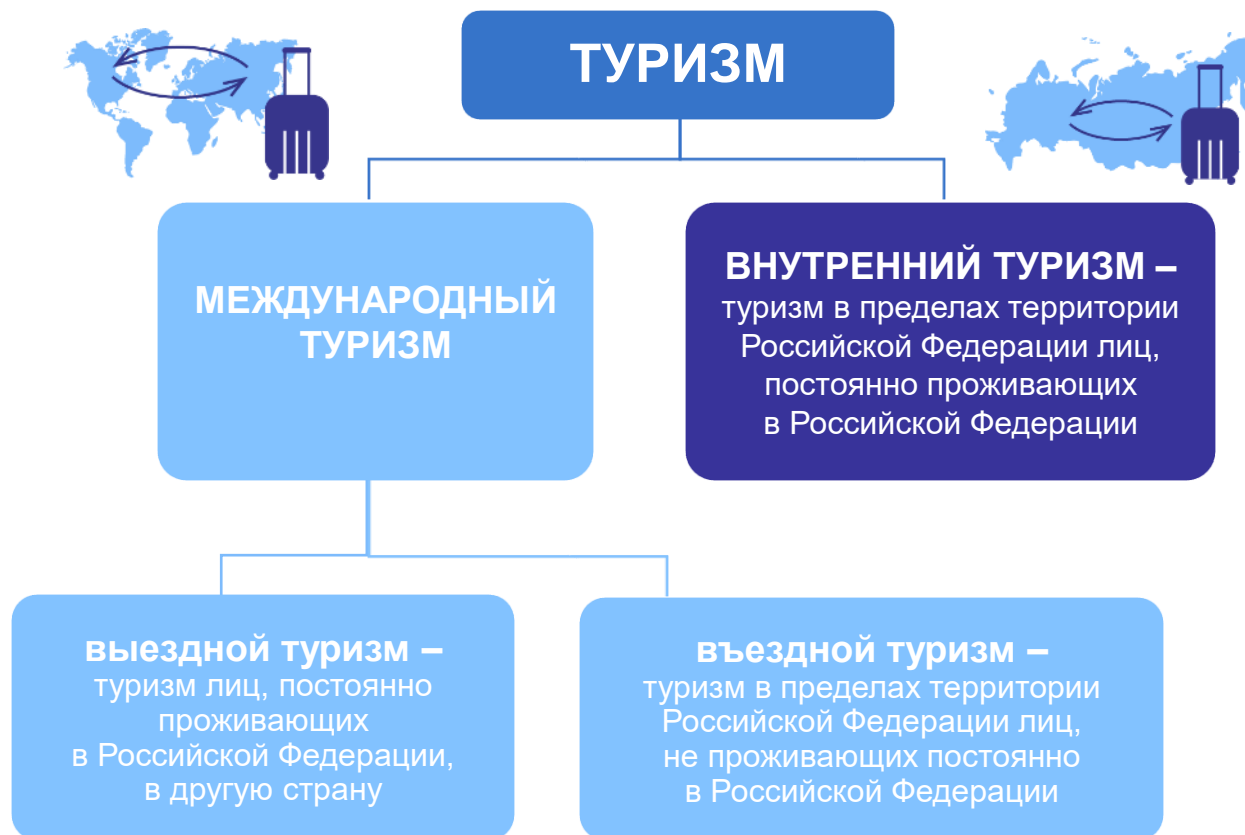 ТУРИЗМ
МЕЖДУНАРОДНЫЙ
ТУРИЗМ
ВНУТРЕННИЙ ТУРИЗМ –
туризм в пределах территории
Российской Федерации лиц,
постоянно проживающих
в Российской Федерации
выездной туризм –
туризм лиц, постоянно
проживающих
в Российской Федерации,
в другую страну
въездной туризм –
туризм в пределах территории
Российской Федерации лиц,
не проживающих постоянно
в Российской Федерации